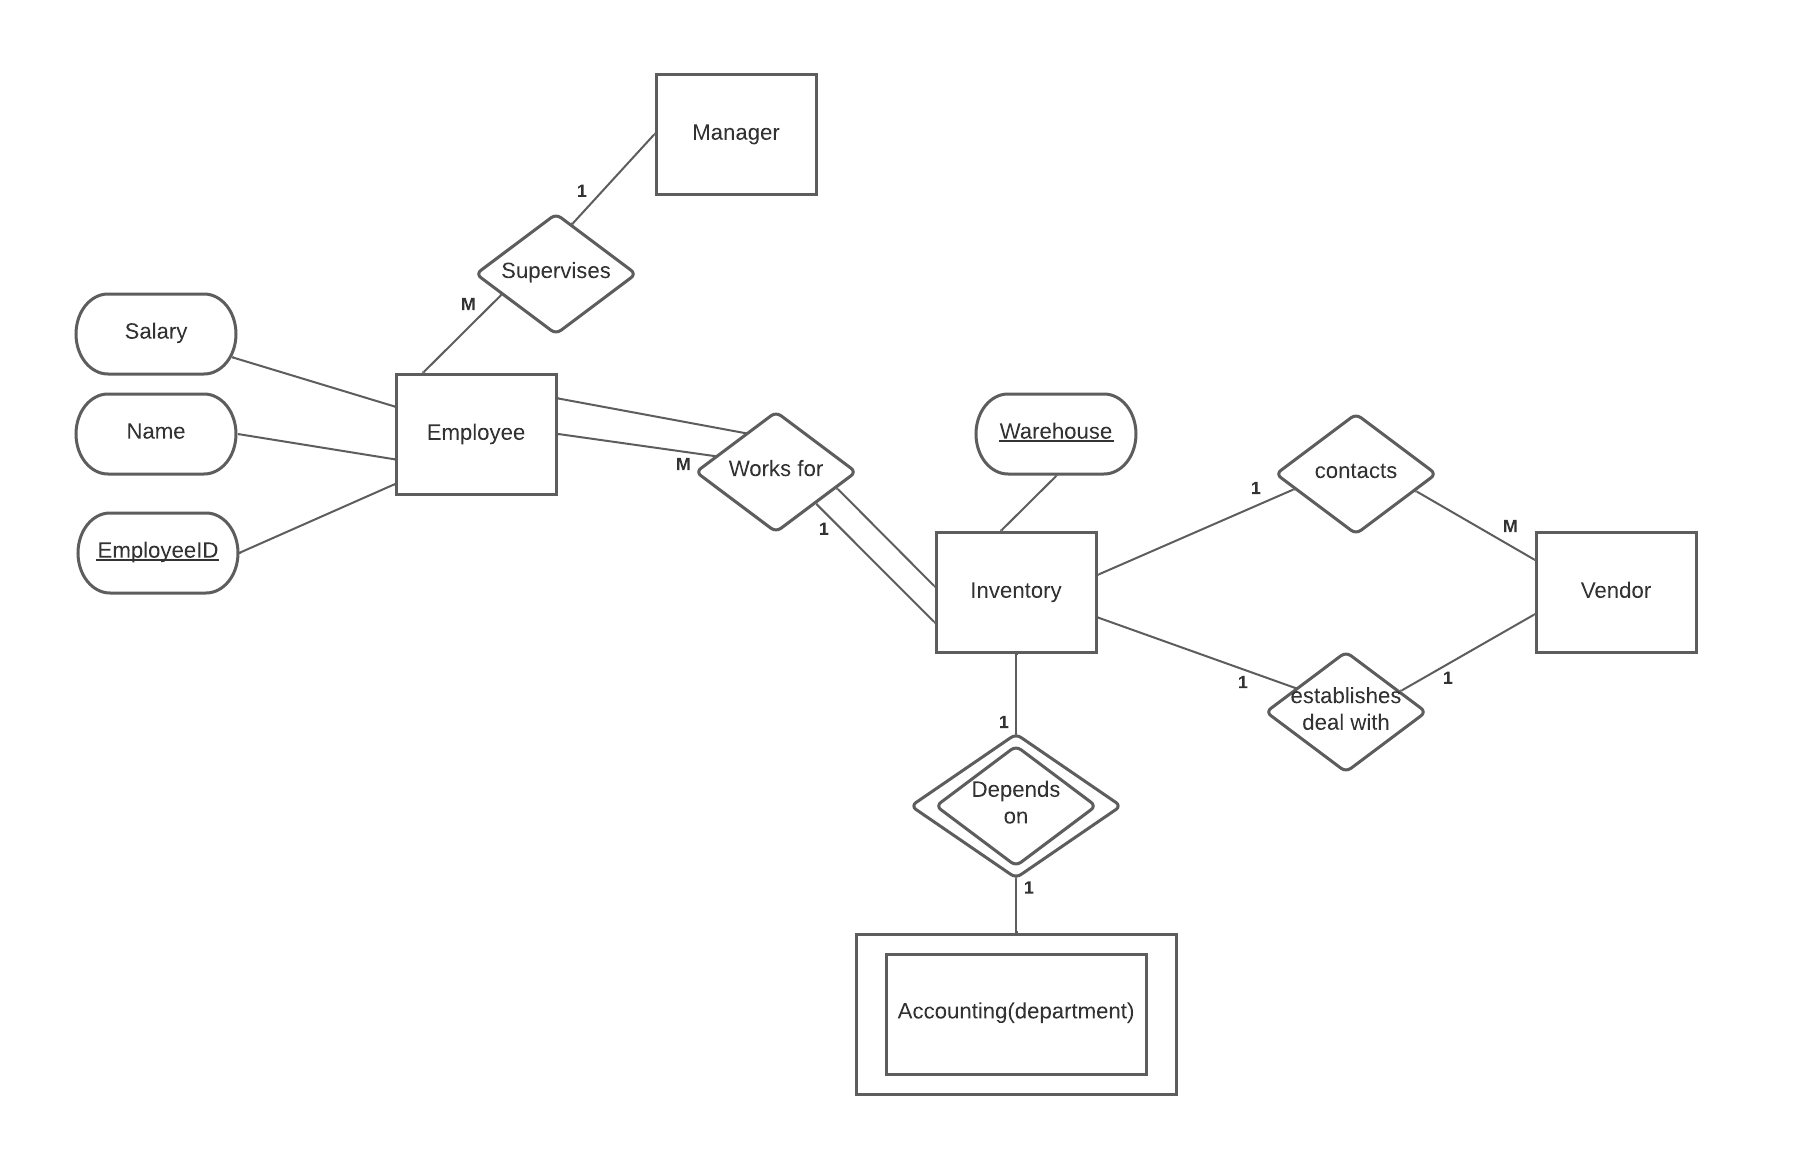 Manager
1
Supervises
M
Salary
Name
EmployeeID
Employee
M
Works for
1
Warehouse
Inventory
1
contacts
M
Vendor
1
establishes
deal with
1
1
Depends
on
1
Accounting(department)